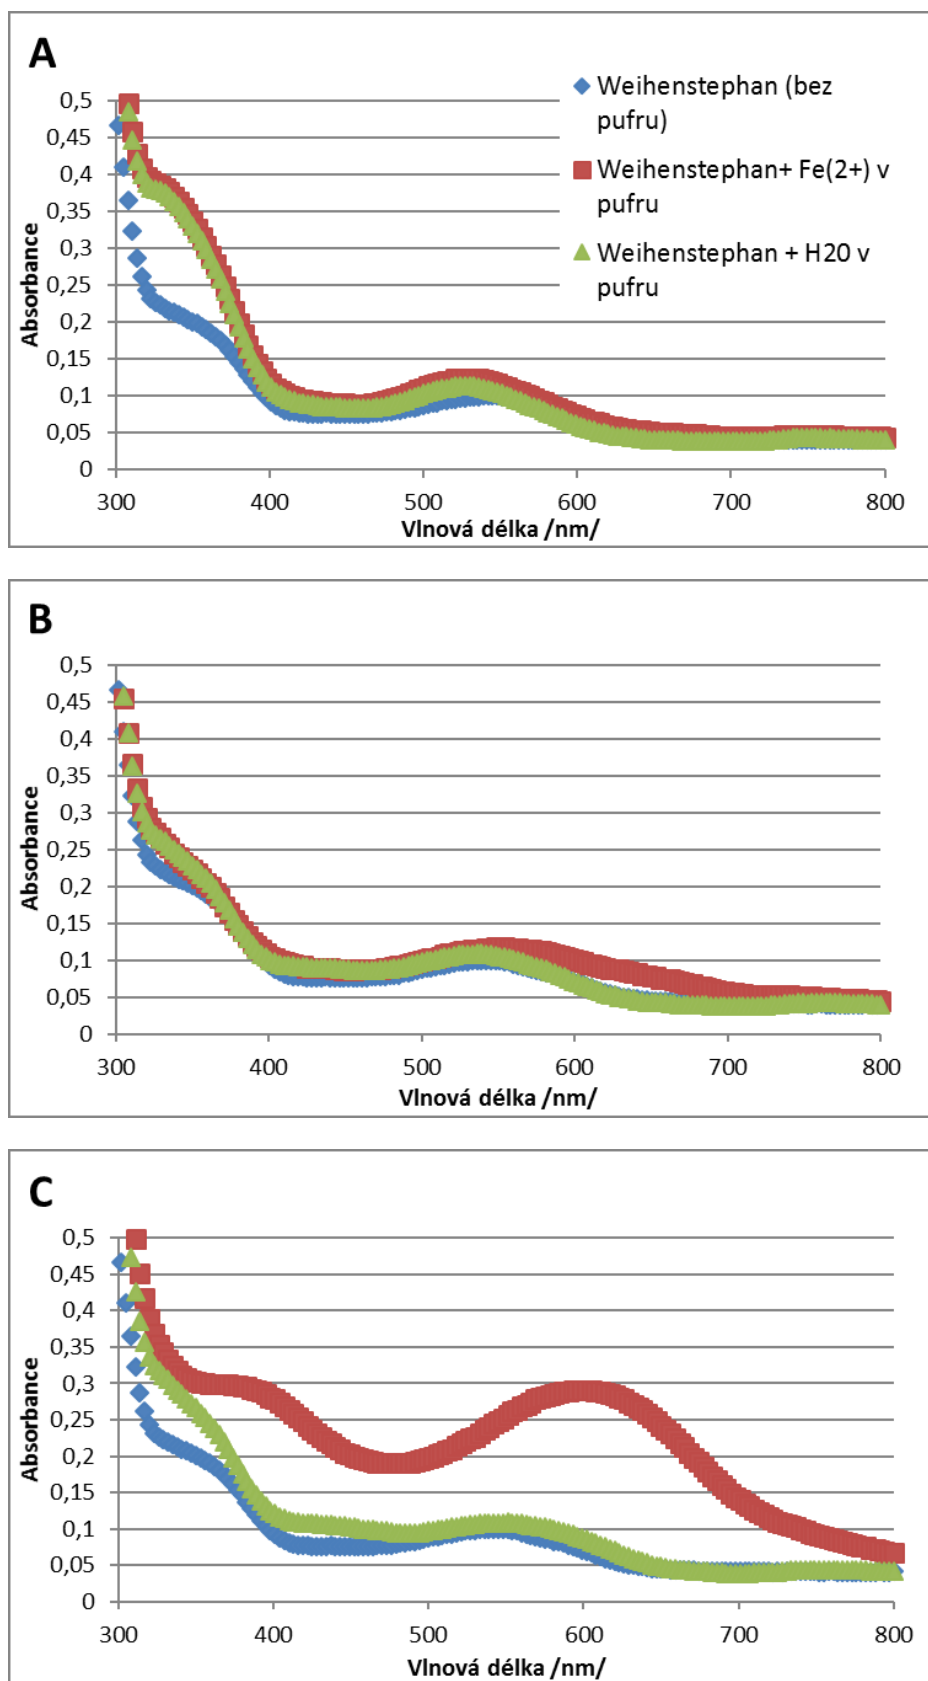 A
Weihenstephan (bez
pufru)
Weihenstephan+ Fe(2+) v
pufru
Weihenstephan + H20 v
pufru
0,5
0,45
0,4
0,35
0,3
0,25
0,2
0,15
0,1
0,05
0
Absorbance
300 400 500 600 700 800
Vlnová délka /nm/
B
0,5
0,45
0,4
0,35
0,3
0,25
0,2
0,15
0,1
0,05
0
Absorbance
300 400 500 600 700 800
Vlnová délka /nm/
C
0,5
0,45
0,4
0,35
0,3
0,25
0,2
0,15
0,1
0,05
0
Absorbance
300 400 500 600 700 800
Vlnová délka /nm/